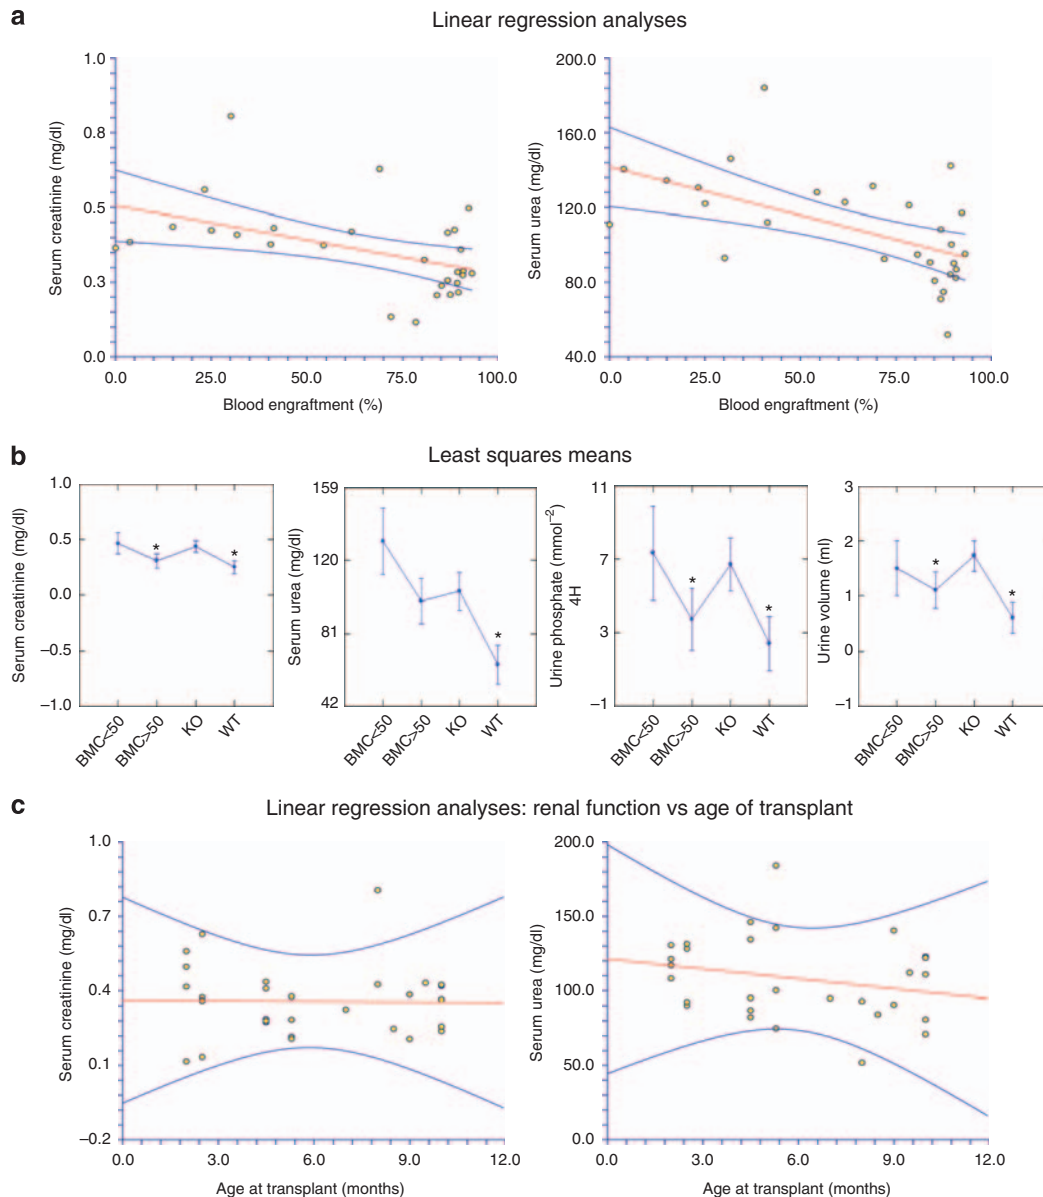 a
Linear regression analyses
Serum creatinine (mg/dl)
1.0
0.8
0.5
0.3
0.0
0.0 25.0 50.0 75.0 100.0
Blood engraftment (%)
Serum urea (mg/dl)
200.0
160.0
120.0
80.0
40.0
0.0 25.0 50.0 75.0 100.0
Blood engraftment (%)
b
Least squares means
Serum creatinine (mg/dl)
1.0
0.5
0.0
−0.5
−1.0
* *
BMC<50 BMC>50 KO WT
Serum urea (mg/dl)
159
120
81
42
*
BMC<50 BMC>50 KO WT
Urine phosphate (mmol−2)
4H
11
7
3
−1
* *
BMC<50 BMC>50 KO WT
Urine volume (ml)
3
2
1
0
−1
* *
BMC<50 BMC>50 KO WT
c
Linear regression analyses: renal function vs age of transplant
Serum creatinine (mg/dl)
1.0
0.7
0.4
0.1
−0.2
0.0 3.0 6.0 9.0 12.0
Age at transplant (months)
Serum urea (mg/dl)
200.0
150.0
100.0
50.0
0.0
0.0 3.0 6.0 9.0 12.0
Age at transplant (months)